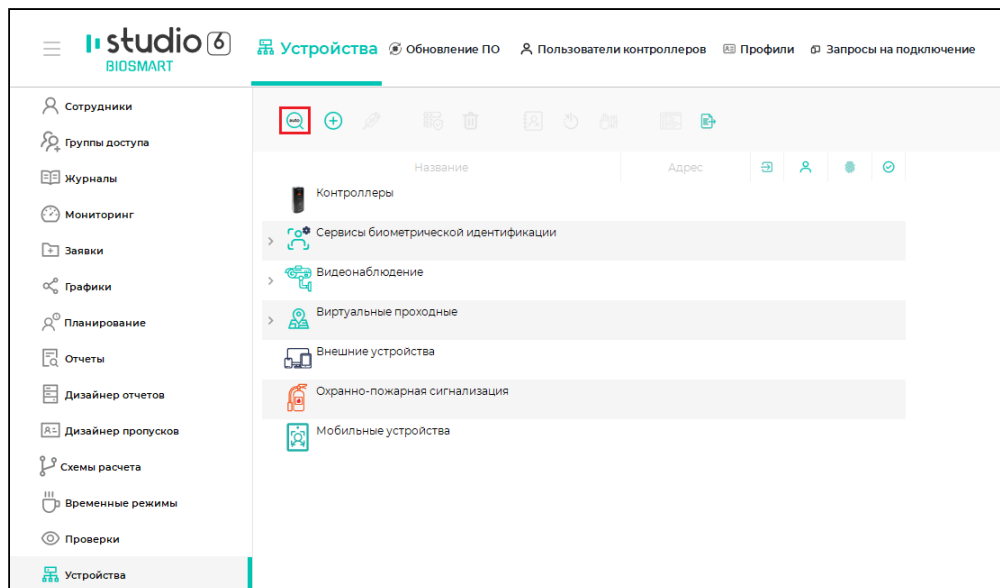 studio 6
BIOSMART
Устройства
Обновление ПО
Пользователи контроллеров
Профили
Запросы на подключение
Сотрудники
Группы доступа
Журналы
Мониторинг
Заявки
Графики
Планирование
Отчеты
Дизайнер отчетов
Дизайнер пропусков
Схемы расчета
Временные режимы
Проверки
Устройства
auto
Название
Адрес
Контроллеры
Сервисы биометрической идентификации
Видеонаблюдение
Виртуальные проходные
Внешние устройства
Охранно-пожарная сигнализация
Мобильные устройства